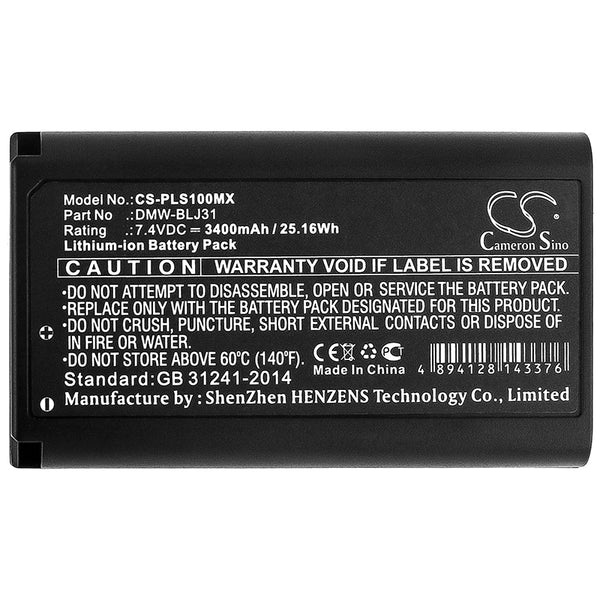 Model No.:CS-PLS100MX
Part No :DMW-BLJ31
Rating :7.4VDC ⎓ 3400mAh / 25.16Wh
Lithium-ion Battery Pack
CS
Cameron Sino
CAUTION
WARRANTY VOID IF LABEL IS REMOVED
•DO NOT ATTEMPT TO DISASSEMBLE, OPEN OR SERVICE THE BATTERY PACK.
•REPLACE ONLY WITH THE BATTERY PACK DESIGNATED FOR THIS PRODUCT.
•DO NOT CRUSH, PUNCTURE, SHORT EXTERNAL CONTACTS OR DISPOSE IN FIRE.
•DO NOT STORE ABOVE 60℃ (140℉).
Standard:GB 31241-2014
FC CE RoHS
Made In China
4 894128 143376
Manufacture by : ShenZhen HENZENS Technology Co., Limited
+
-